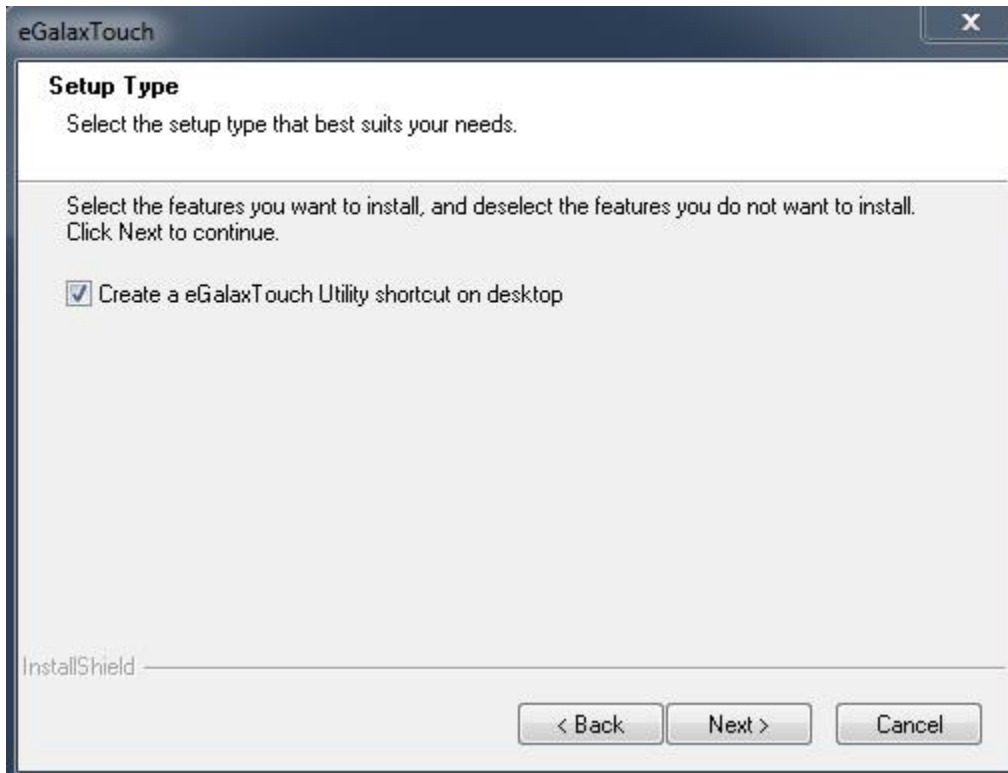 eGalaxTouch
Setup Type
Select the setup type that best suits your needs.
Select the features you want to install, and deselect the features you do not want to install.
Click Next to continue.
Create a eGalaxTouch Utility shortcut on desktop
InstallShield
< Back
Next >
Cancel